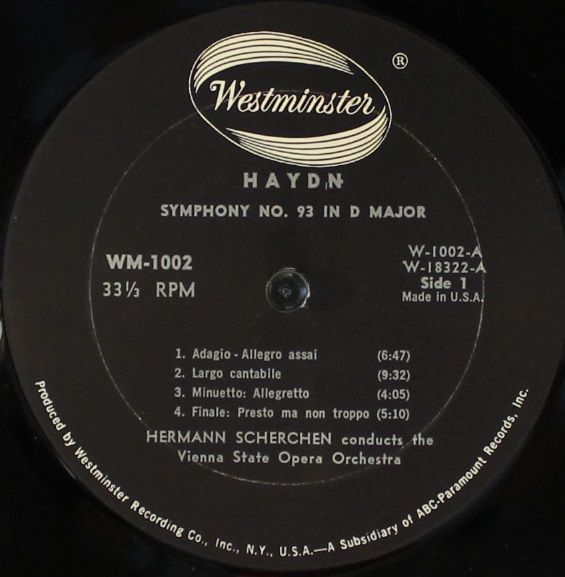 Westminster ®
HAYDN
SYMPHONY NO. 93 IN D MAJOR
WM-1002
33⅓ RPM
W-1002-A
W-18322-A
Side 1
Made in U.S.A.
1. Adagio - Allegro assai (6:47)
2. Largo cantabile (9:32)
3. Minuetto: Allegretto (4:05)
4. Finale: Presto ma non troppo (5:10)
HERMANN SCHERCHEN conducts the
Vienna State Opera Orchestra
Produced by Westminster Recording Co., Inc., N.Y., U.S.A.—A Subsidiary of ABC-Paramount Records, Inc.